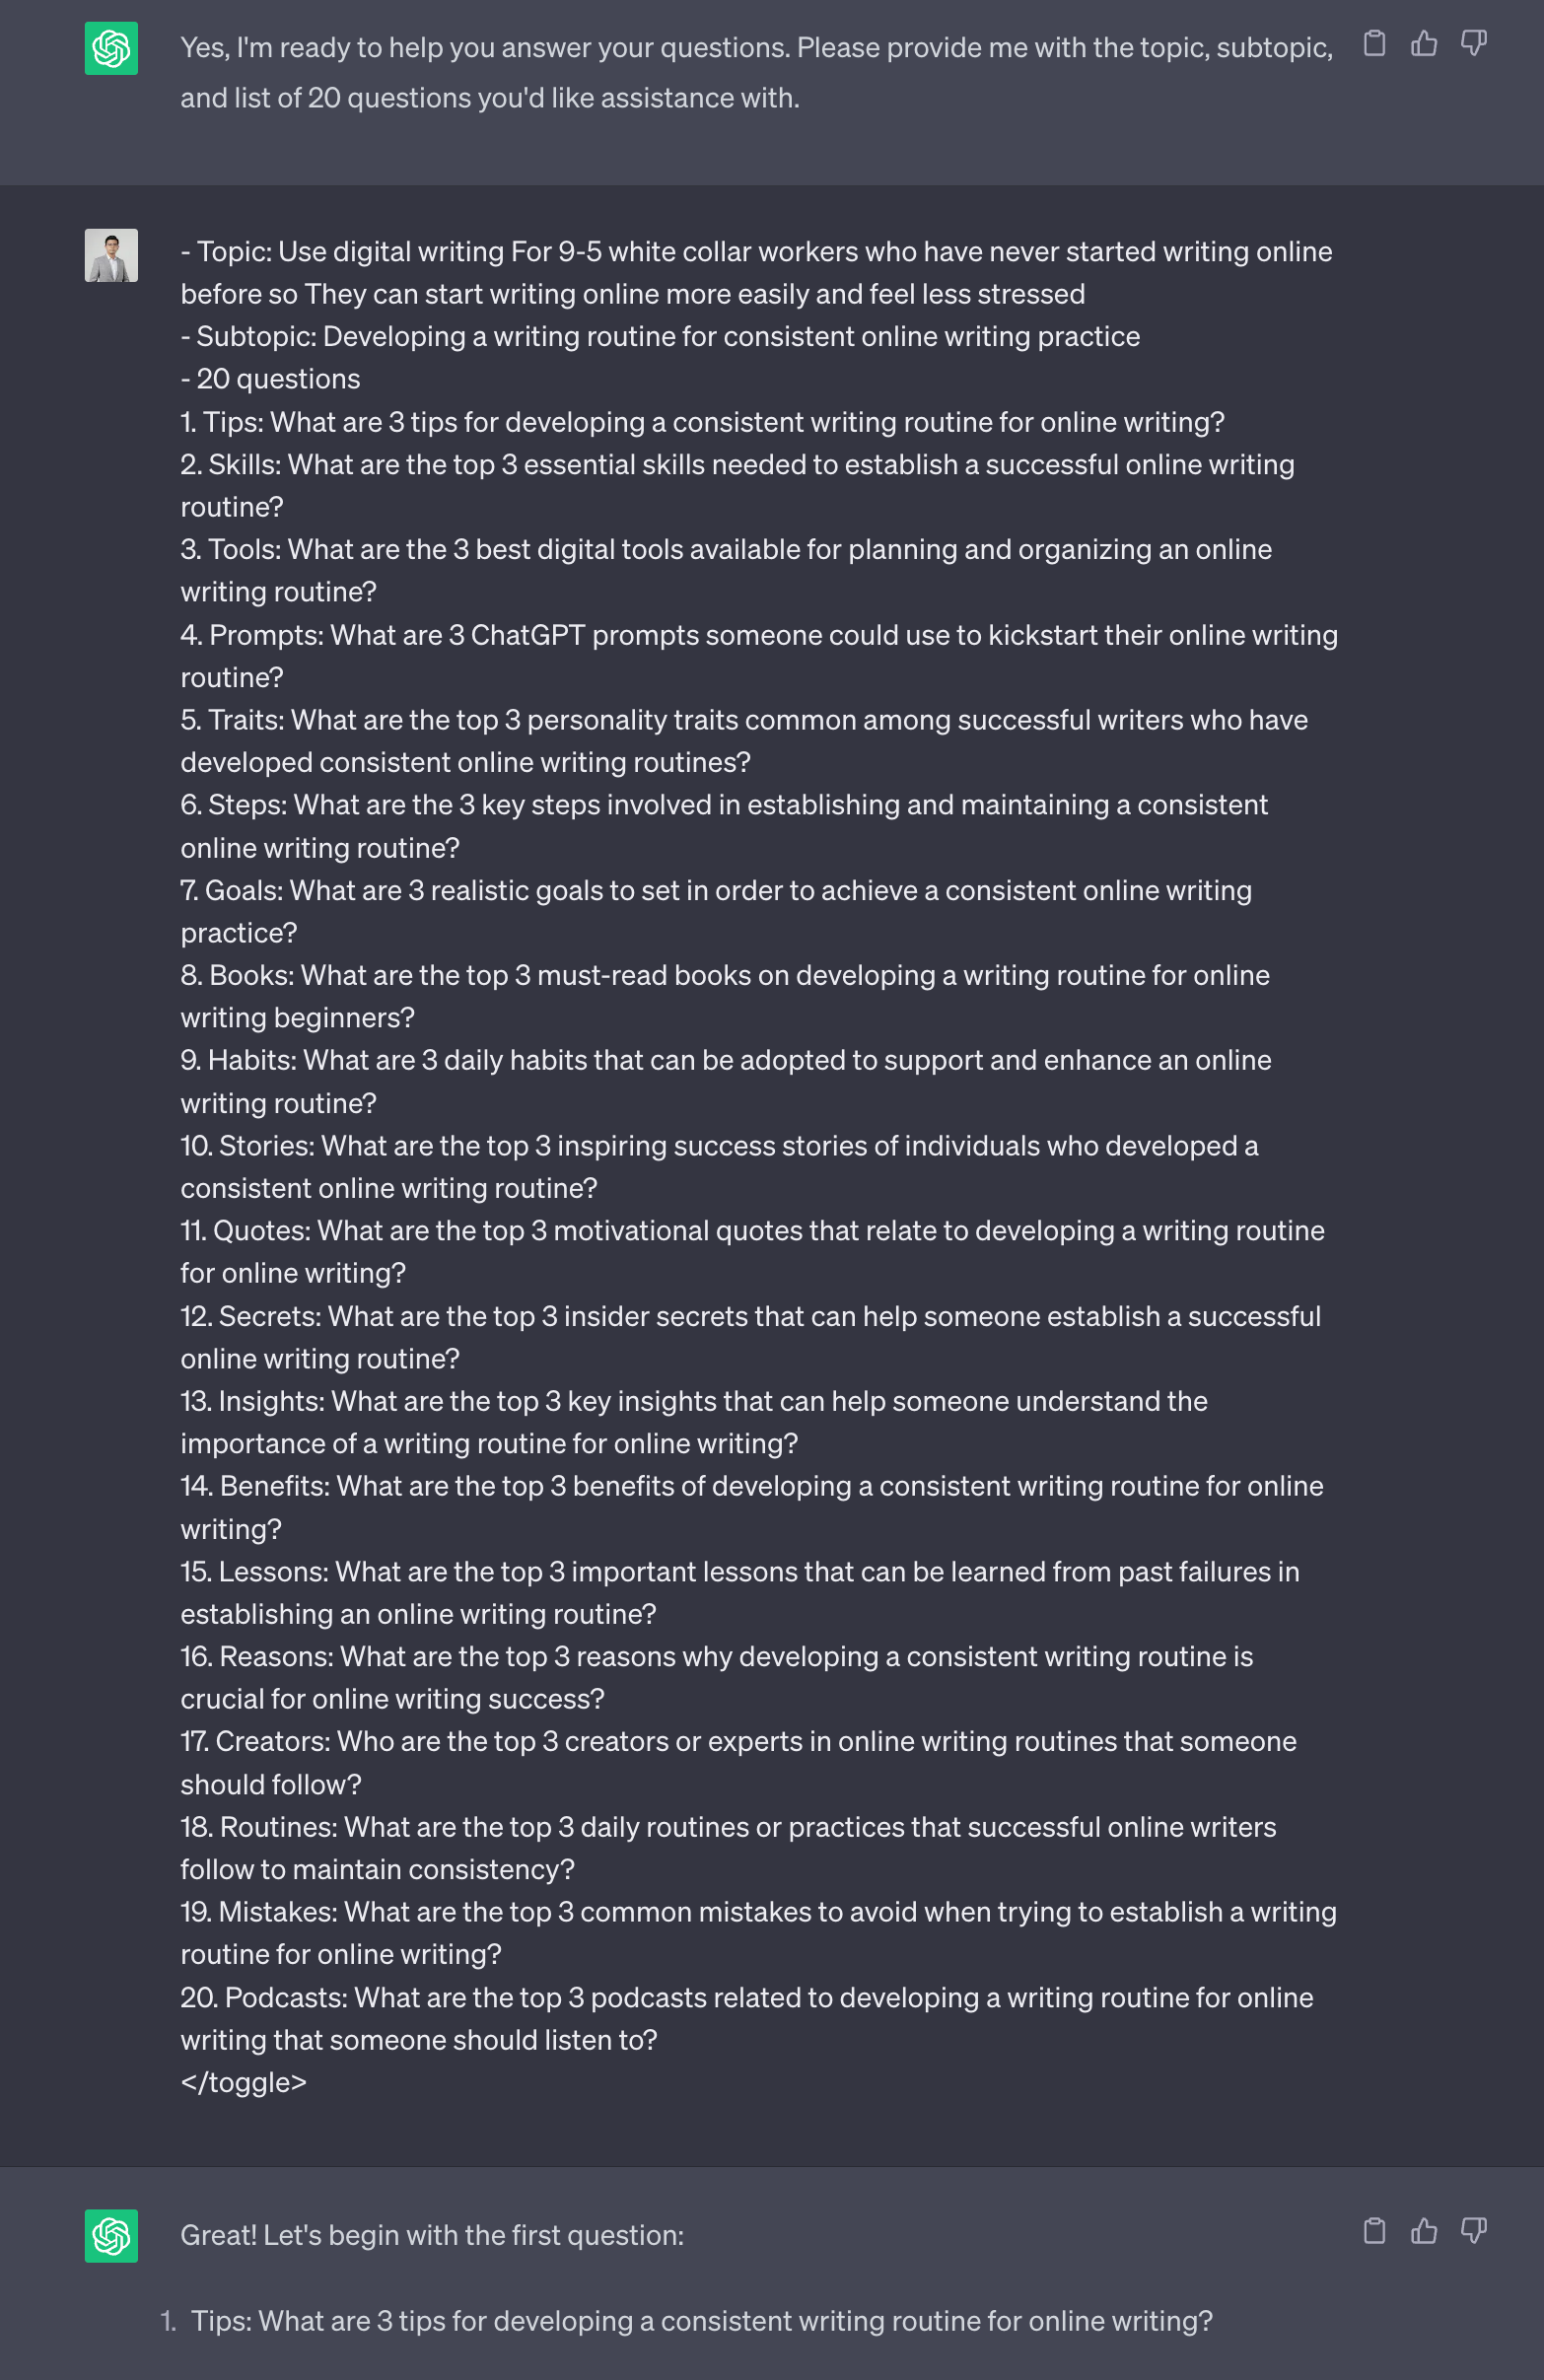 Yes, I'm ready to help you answer your questions. Please provide me with the topic, subtopic,
and list of 20 questions you'd like assistance with.
- Topic: Use digital writing For 9-5 white collar workers who have never started writing online
before so They can start writing online more easily and feel less stressed
- Subtopic: Developing a writing routine for consistent online writing practice
- 20 questions
1. Tips: What are 3 tips for developing a consistent writing routine for online writing?
2. Skills: What are the top 3 essential skills needed to establish a successful online writing
routine?
3. Tools: What are the 3 best digital tools available for planning and organizing an online
writing routine?
4. Prompts: What are 3 ChatGPT prompts someone could use to kickstart their online writing
routine?
5. Traits: What are the top 3 personality traits common among successful writers who have
developed consistent online writing routines?
6. Steps: What are the 3 key steps involved in establishing and maintaining a consistent
online writing routine?
7. Goals: What are 3 realistic goals to set in order to achieve a consistent online writing
practice?
8. Books: What are the top 3 must-read books on developing a writing routine for online
writing beginners?
9. Habits: What are 3 daily habits that can be adopted to support and enhance an online
writing routine?
10. Stories: What are the top 3 inspiring success stories of individuals who developed a
consistent online writing routine?
11. Quotes: What are the top 3 motivational quotes that relate to developing a writing routine
for online writing?
12. Secrets: What are the top 3 insider secrets that can help someone establish a successful
online writing routine?
13. Insights: What are the top 3 key insights that can help someone understand the
importance of a writing routine for online writing?
14. Benefits: What are the top 3 benefits of developing a consistent writing routine for online
writing?
15. Lessons: What are the top 3 important lessons that can be learned from past failures in
establishing an online writing routine?
16. Reasons: What are the top 3 reasons why developing a consistent writing routine is
crucial for online writing success?
17. Creators: Who are the top 3 creators or experts in online writing routines that someone
should follow?
18. Routines: What are the top 3 daily routines or practices that successful online writers
follow to maintain consistency?
19. Mistakes: What are the top 3 common mistakes to avoid when trying to establish a writing
routine for online writing?
20. Podcasts: What are the top 3 podcasts related to developing a writing routine for online
writing that someone should listen to?
</toggle>
Great! Let's begin with the first question:
1. Tips: What are 3 tips for developing a consistent writing routine for online writing?